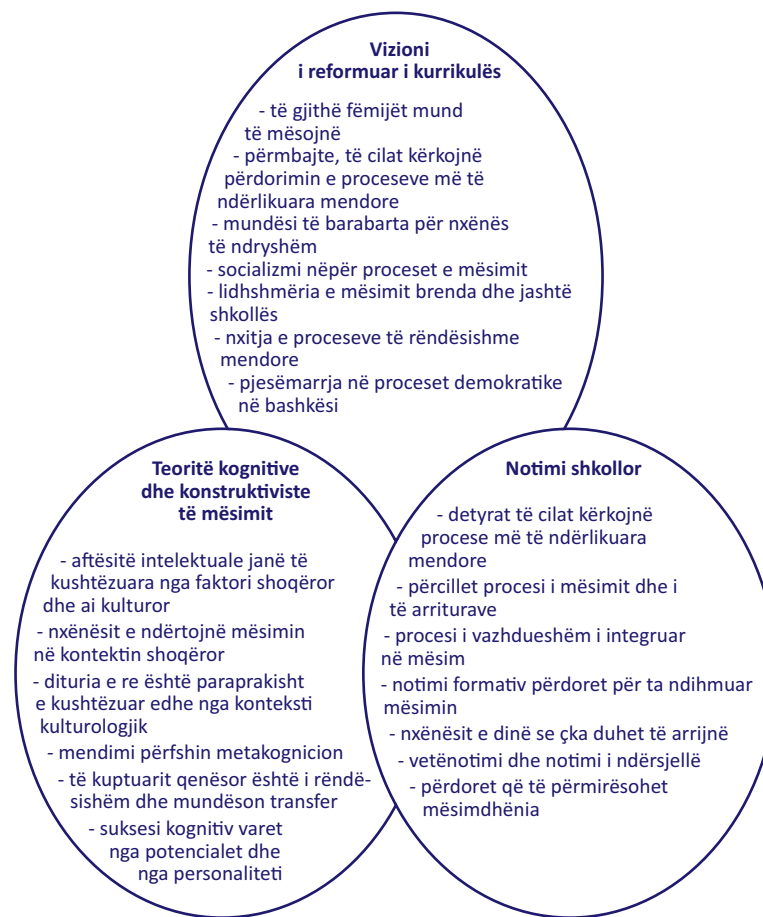 Vizioni
i reformuar i kurrikulës
- të gjithë fëmijët mund
të mësojnë
- përmbajte, të cilat kërkojnë
përdorimin e proceseve më të
ndërlikuara mendore
- mundësi të barabarta për nxënës
të ndryshëm
- socializmi nëpër proceset e mësimit
- lidhshmëria e mësimit brenda dhe jashtë
shkollës
- nxitja e proceseve të rëndësishme
mendore
- pjesëmarrja në proceset demokratike
në bashkësi
Teoritë kognitive
dhe konstruktiviste
të mësimit
- aftësitë intelektuale janë të
kushtëzuara nga faktori shoqëror
dhe ai kulturor
- nxënësit e ndërtojnë mësimin
në kontektin shoqëror
- dituria e re është paraprakisht
e kushtëzuar edhe nga konteksti
kulturologjik
- mendimi përfshin metakognicion
- të kuptuarit qenësor është i rëndë-
sishëm dhe mundëson transfer
- suksesi kognitiv varet
nga potencialet dhe
nga personaliteti
Notimi shkollor
- detyrat të cilat kërkojnë
procese më të ndërlikuara
mendore
- përcillet procesi i mësimit dhe i
të arriturave
- procesi i vazhdueshëm i integruar
në mësim
- notimi formativ përdoret për ta ndihmuar
mësimin
- nxënësit e dinë se çka duhet të arrijnë
- vetënotimi dhe notimi i ndërsjellë
- përdoret që të përmirësohet
mësimdhënia